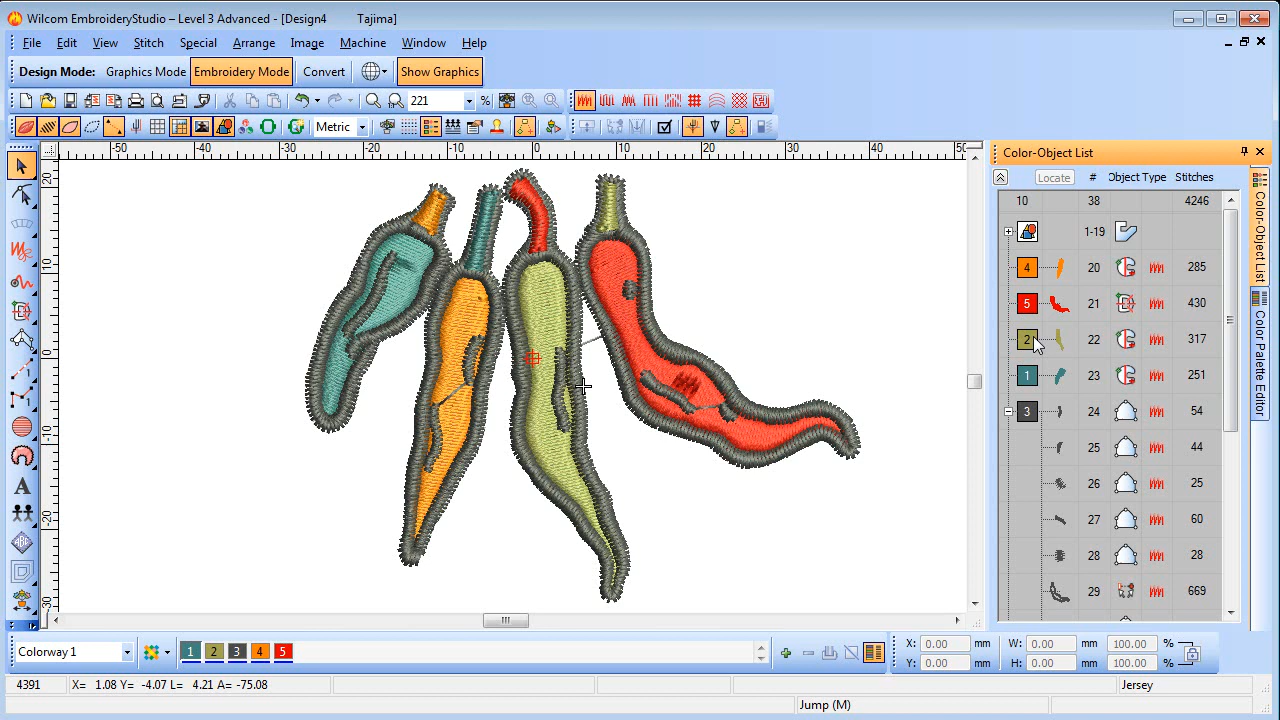 Wilcom EmbroideryStudio – Level 3 Advanced - [Design4 Tajima]
File Edit View Stitch Special Arrange Image Machine Window Help
Design Mode: Graphics Mode Embroidery Mode Convert Show Graphics
221 %
Metric
-50 -40 -30 -20 -10 0 10 20 30 40 50
20
10
0
-10
-20
-30
Color-Object List
Locate # Object Type Stitches
10 38 4246
1-19
4 20 285
5 21 430
2 22 317
1 23 251
3 24 54
25 44
26 25
27 60
28 28
29 669
Color-Object List
Color Palette Editor
Colorway 1 1 2 3 4 5
X: 0.00 mm W: 0.00 mm 100.00 %
Y: 0.00 mm H: 0.00 mm 100.00 %
4391 X= 1.08 Y= -4.07 L= 4.21 A= -75.08 Jersey
Jump (M)